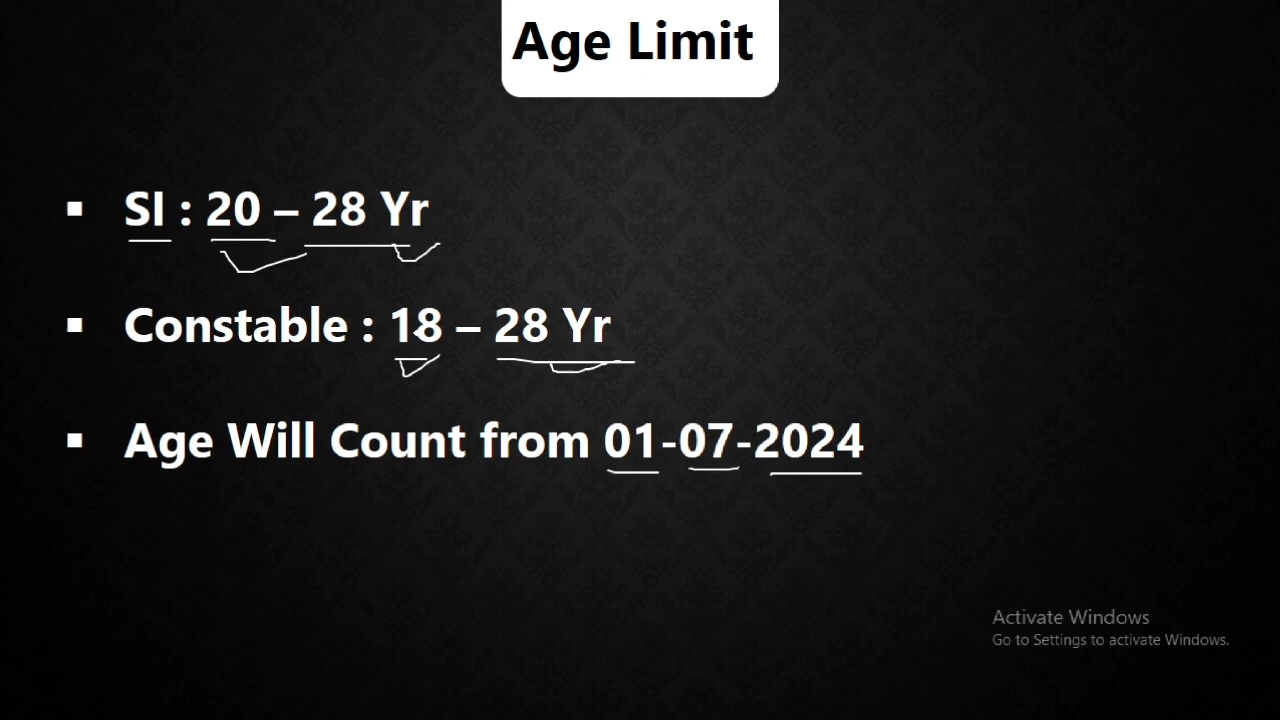 Age Limit
▪ SI : 20 – 28 Yr
▪ Constable : 18 – 28 Yr
▪ Age Will Count from 01-07-2024
Activate Windows
Go to Settings to activate Windows.